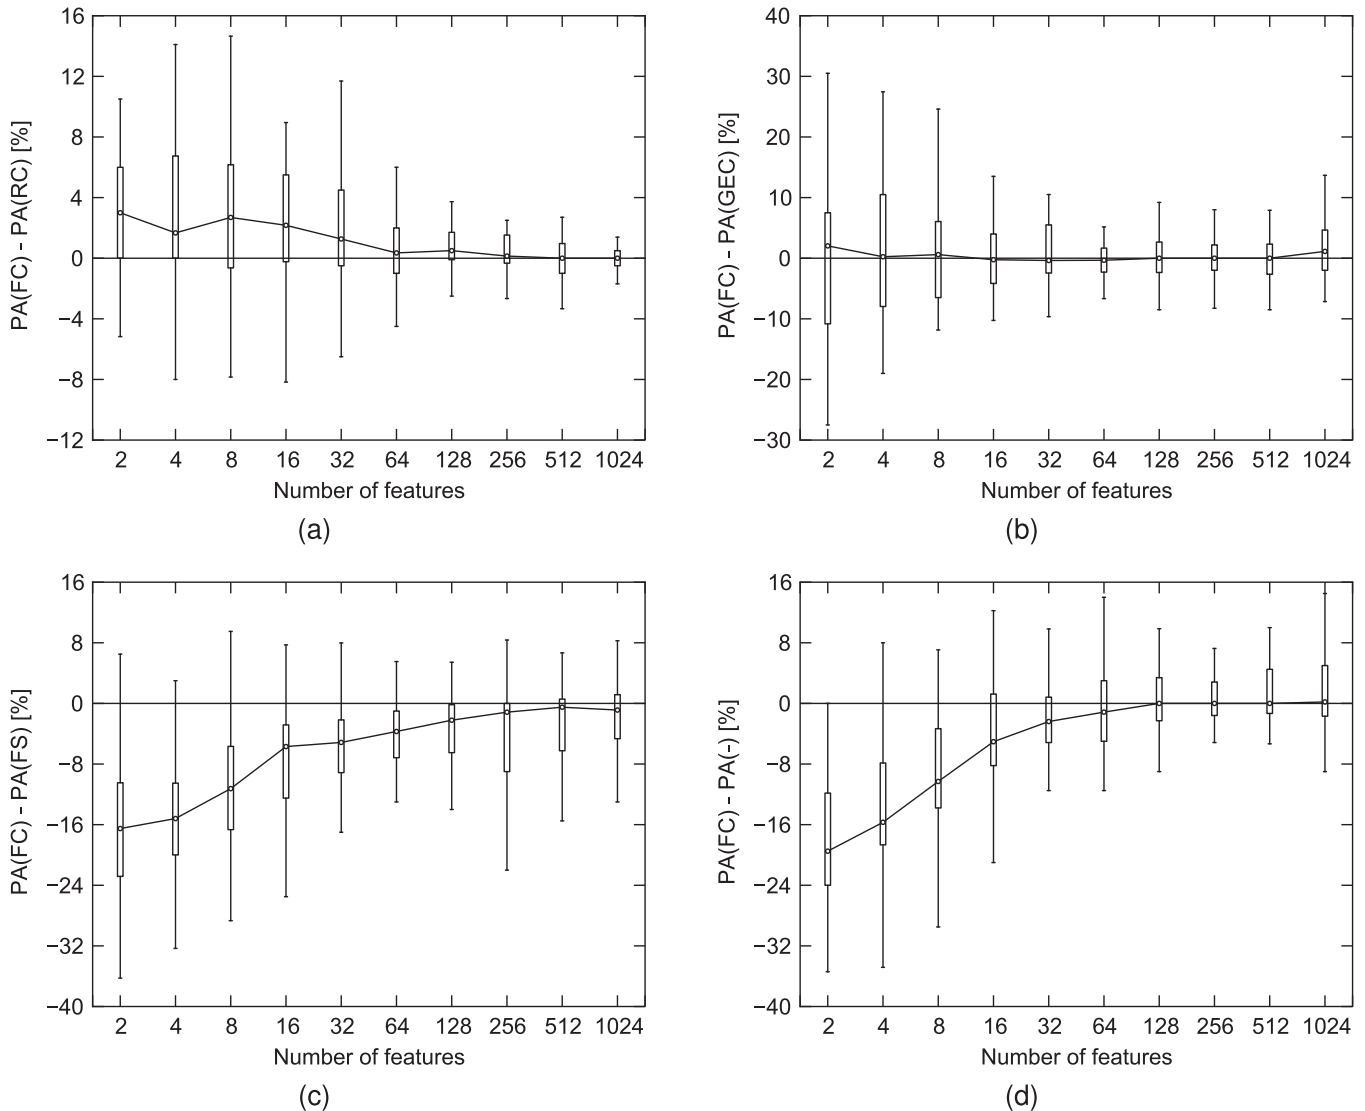 16
12
8
4
0
−4
−8
−12
PA(FC) - PA(RC) [%]
2 4 8 16 32 64 128 256 512 1024
Number of features
(a)
40
30
20
10
0
−10
−20
−30
PA(FC) - PA(GEC) [%]
2 4 8 16 32 64 128 256 512 1024
Number of features
(b)
16
8
0
−8
−16
−24
−32
−40
PA(FC) - PA(FS) [%]
2 4 8 16 32 64 128 256 512 1024
Number of features
(c)
16
8
0
−8
−16
−24
−32
−40
PA(FC) - PA(-) [%]
2 4 8 16 32 64 128 256 512 1024
Number of features
(d)